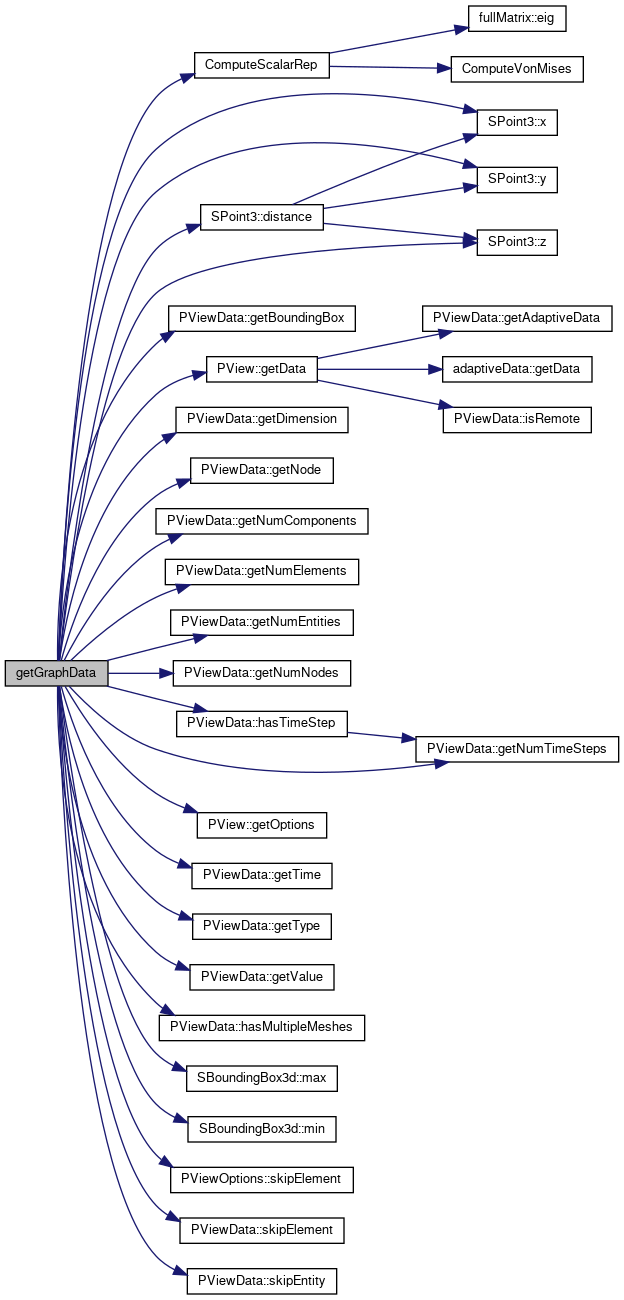 fullMatrix::eig
ComputeScalarRep
ComputeVonMises
SPoint3::x
SPoint3::y
SPoint3::distance
SPoint3::z
PViewData::getBoundingBox
PViewData::getAdaptiveData
PView::getData
adaptiveData::getData
PViewData::isRemote
PViewData::getDimension
PViewData::getNode
PViewData::getNumComponents
PViewData::getNumElements
PViewData::getNumEntities
getGraphData
PViewData::getNumNodes
PViewData::hasTimeStep
PViewData::getNumTimeSteps
PView::getOptions
PViewData::getTime
PViewData::getType
PViewData::getValue
PViewData::hasMultipleMeshes
SBoundingBox3d::max
SBoundingBox3d::min
PViewOptions::skipElement
PViewData::skipElement
PViewData::skipEntity